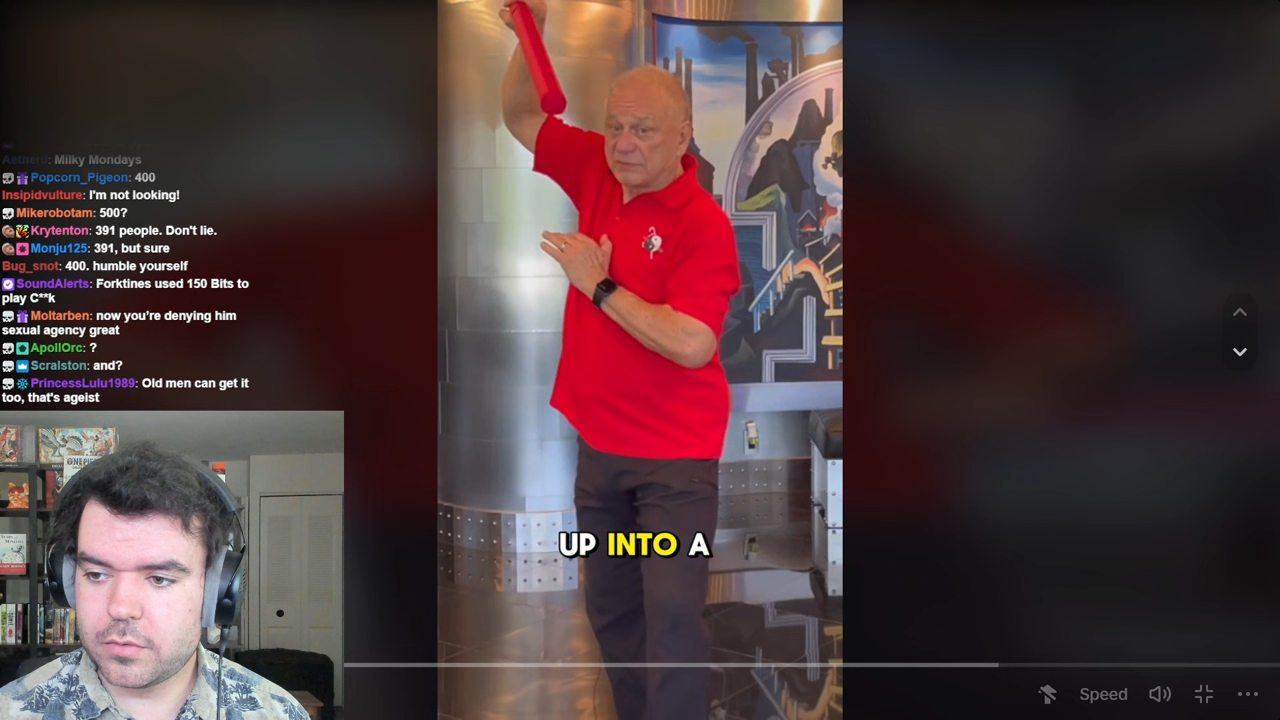 Aether0: Milky Mondays
Popcorn_Pigeon: 400
Insipidvulture: I'm not looking!
Mikerobotam: 500?
Krytenton: 391 people. Don't lie.
Monju125: 391, but sure
Bug_snot: 400. humble yourself
SoundAlerts: Forktines used 150 Bits to
play C**k
Moltarben: now you're denying him
sexual agency great
ApollOrc: ?
Scralston: and?
PrincessLulu1989: Old men can get it
too, that's ageist
UP INTO A
Speed